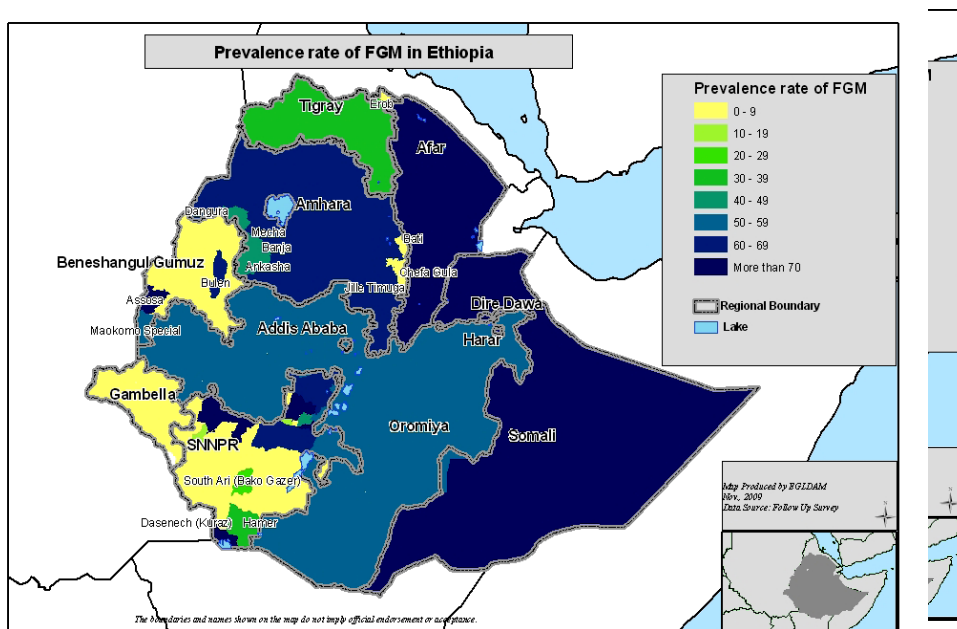 Prevalence rate of FGM in Ethiopia
Prevalence rate of FGM
0 - 9
10 - 19
20 - 29
30 - 39
40 - 49
50 - 59
60 - 69
More than 70
Regional Boundary
Lake
Tigray
Erob
Afar
Amhara
Dangura
Mecha
Banja
Ankasha
Bati
Chefa Gula
Jille Timuga
Beneshangul Gumuz
Bulen
Assosa
Maokomo Special
Addis Ababa
Dire Dawa
Harar
Gambella
SNNPR
Oromiya
Somali
South Ari (Bako Gazer)
Dasenech (Kuraz)
Hamer
Map Produced by EGLDAM
Nov, 2009
Data Source: Follow Up Survey
The boundaries and names shown on the map do not imply official endorsement or acceptance.